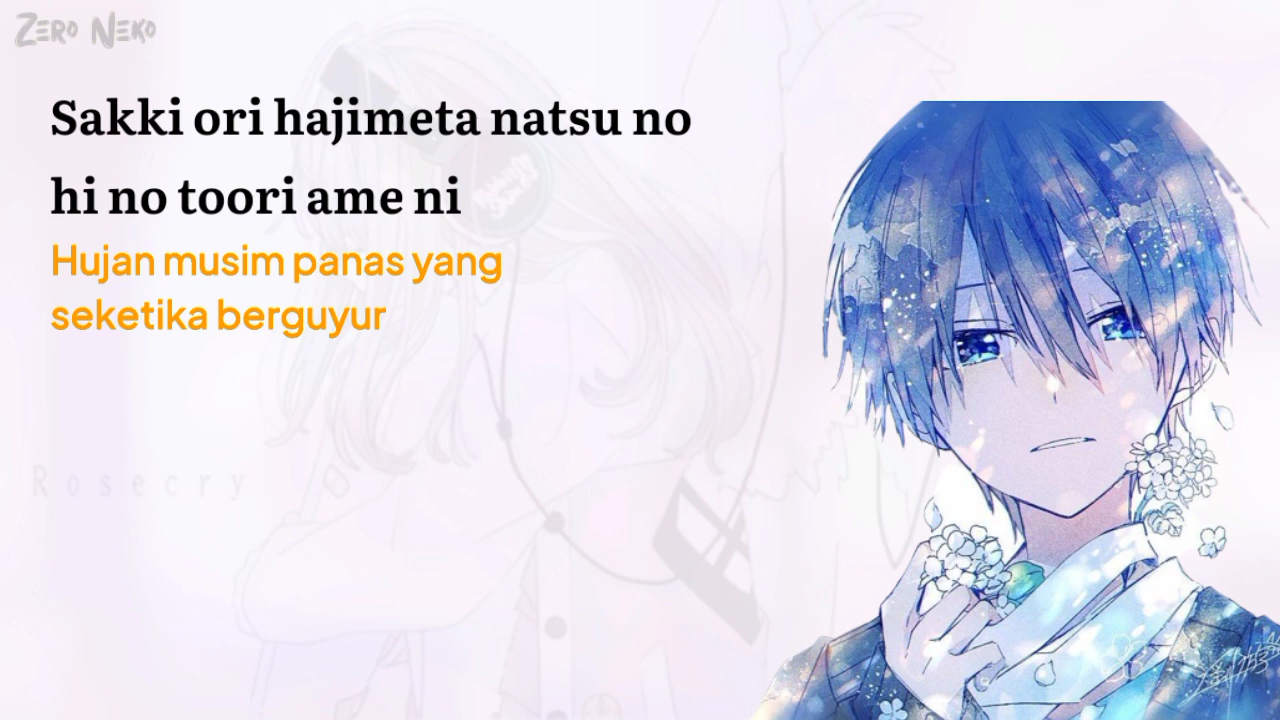 Zero Neko
Sakki ori hajimeta natsu no
hi no toori ame ni
Hujan musim panas yang
seketika berguyur
Rosecry